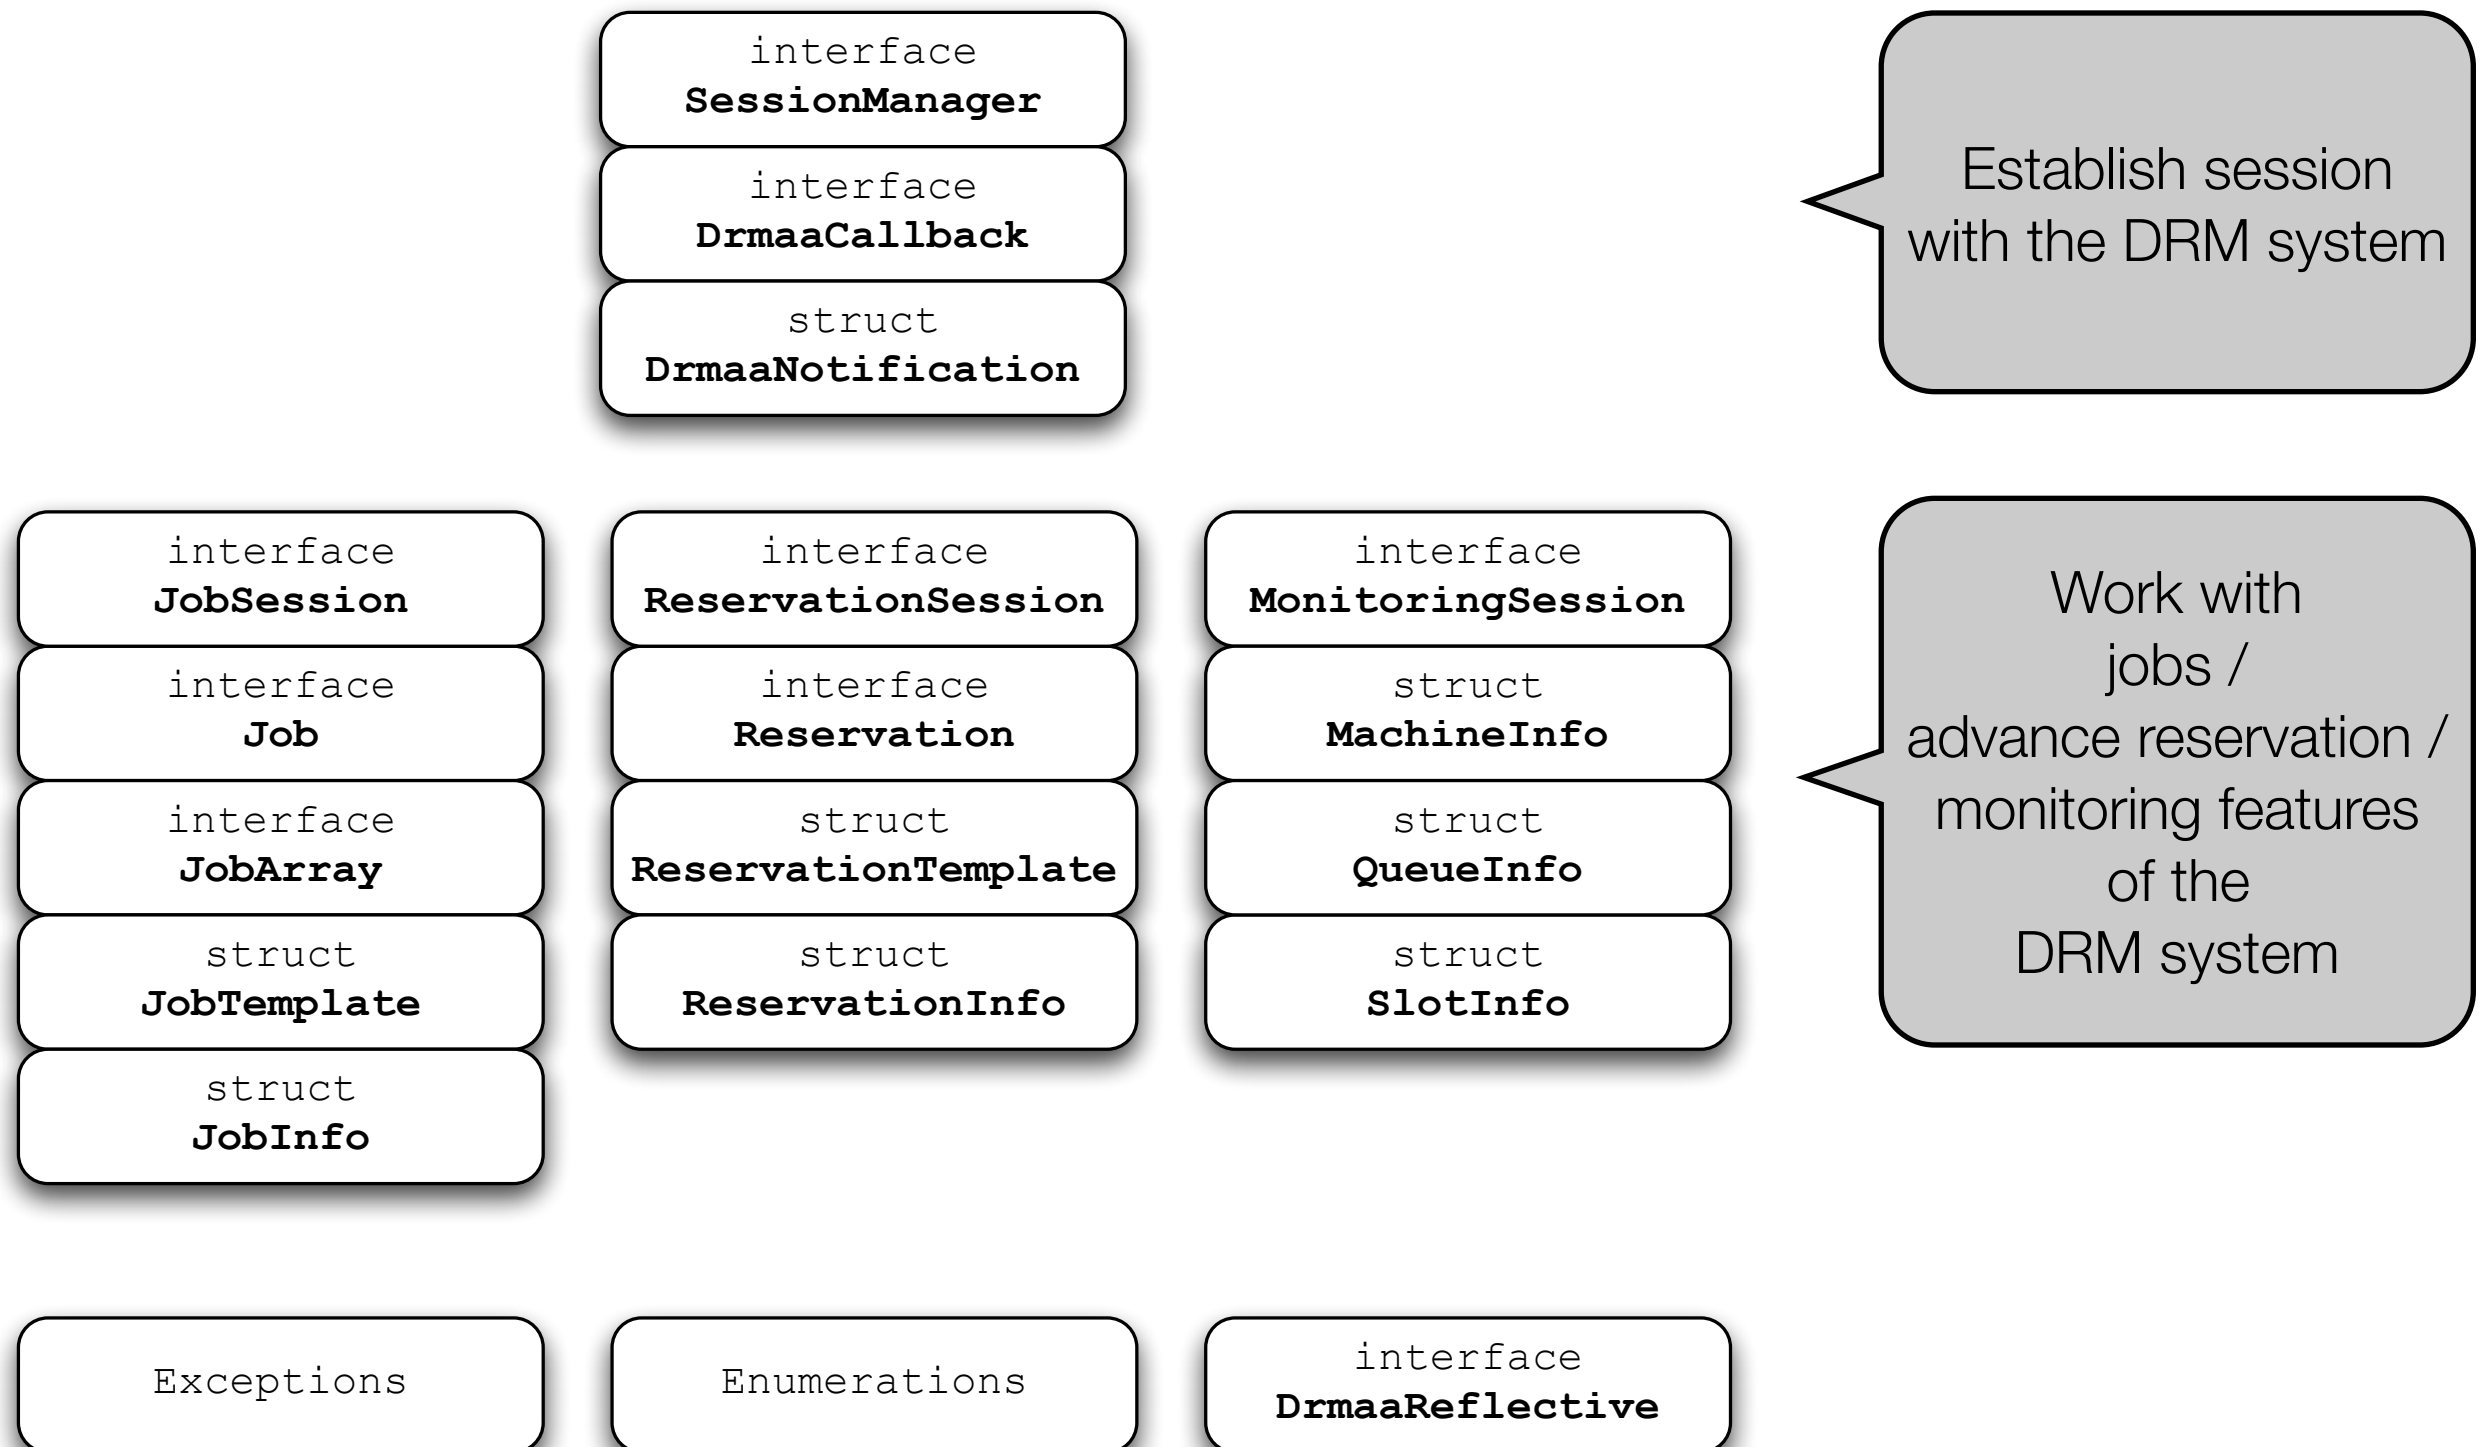 interface
SessionManager
interface
DrmaaCallback
struct
DrmaaNotification
Establish session
with the DRM system
interface
JobSession
interface
Job
interface
JobArray
struct
JobTemplate
struct
JobInfo
interface
ReservationSession
interface
Reservation
struct
ReservationTemplate
struct
ReservationInfo
interface
MonitoringSession
struct
MachineInfo
struct
QueueInfo
struct
SlotInfo
Work with
jobs /
advance reservation /
monitoring features
of the
DRM system
Exceptions
Enumerations
interface
DrmaaReflective